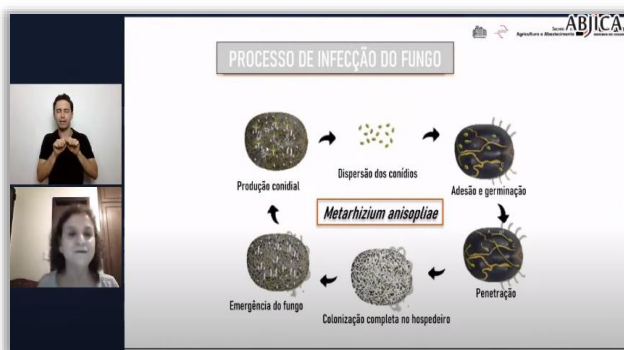 ABJICA
Agricultura e Abastecimento
PROCESSO DE INFECÇÃO DO FUNGO
Produção conidial
Dispersão dos conídios
Adesão e germinação
Metarhizium anisopliae
Penetração
Colonização completa no hospedeiro
Emergência do fungo